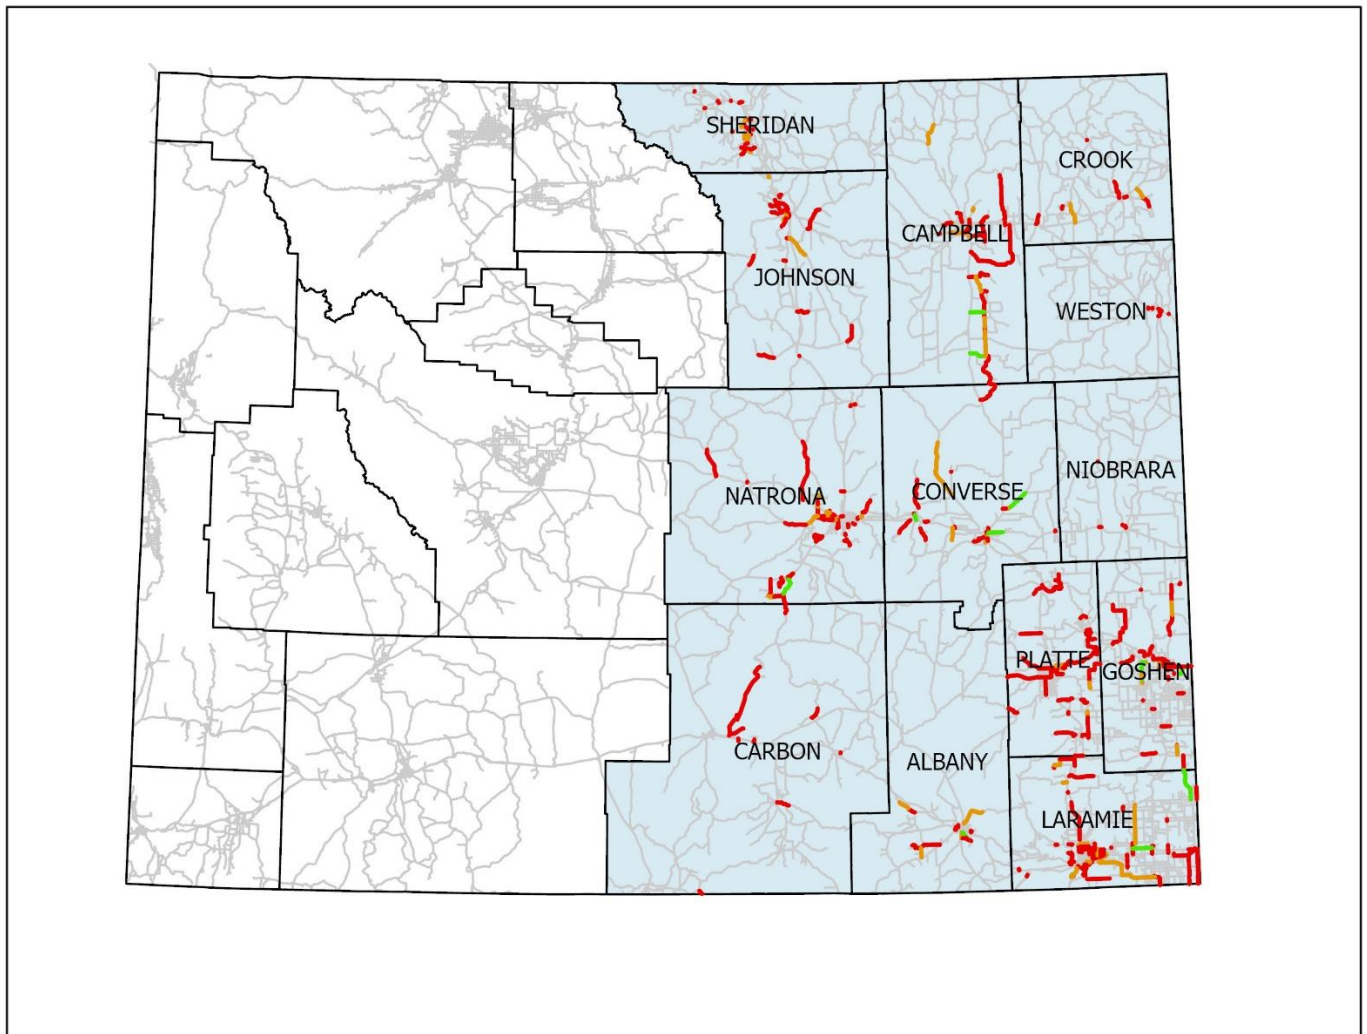 SHERIDAN
CROOK
CAMPBELL
JOHNSON
WESTON
NIOBRARA
CONVERSE
NATRONA
PLATTE
GOSHEN
CARBON
ALBANY
LARAMIE